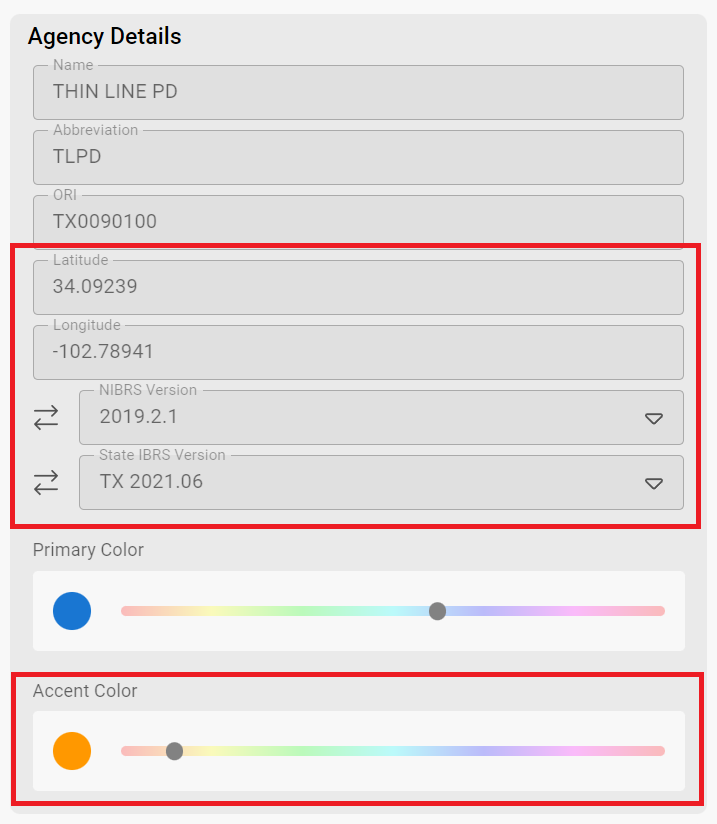 Agency Details
Name
THIN LINE PD
Abbreviation
TLPD
ORI
TX0090100
Latitude
34.09239
Longitude
-102.78941
NIBRS Version
2019.2.1
State IBRS Version
TX 2021.06
Primary Color
Accent Color